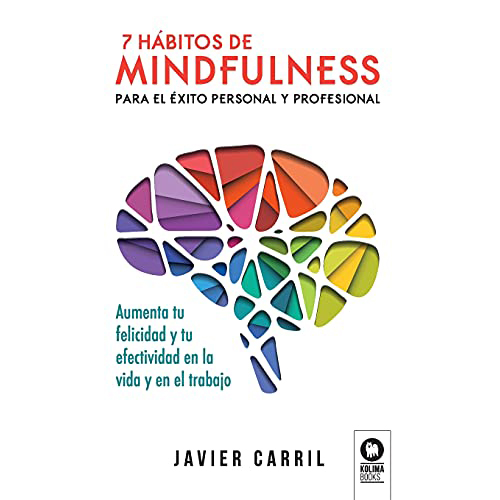 7 HÁBITOS DE
MINDFULNESS
PARA EL ÉXITO PERSONAL Y PROFESIONAL
Aumenta tu
felicidad y tu
efectividad en la
vida y en el trabajo
JAVIER CARRIL
KOLIMA
BOOKS